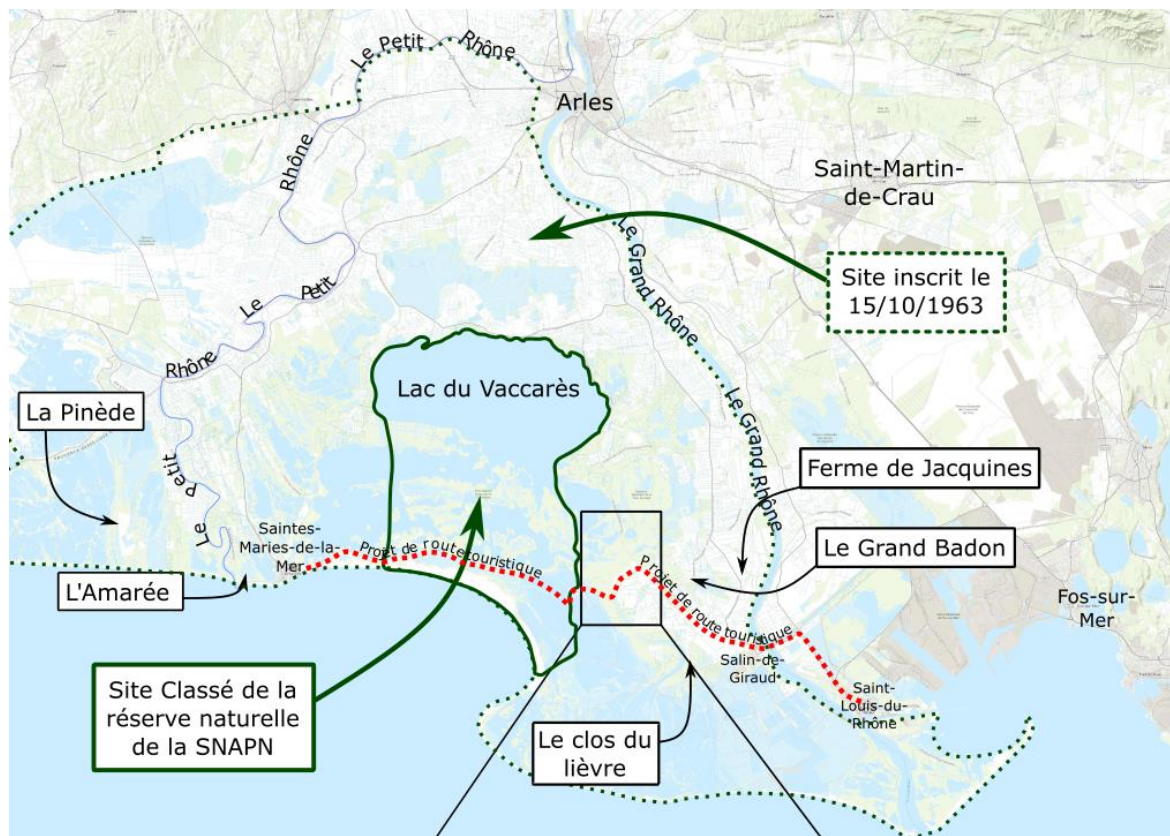 Le Petit Rhône
Arles
Rhône
Saint-Martin-
de-Crau
Le Grand Rhône
Site inscrit le
15/10/1963
Le Petit
Rhône
Lac du Vaccarès
La Pinède
Le Grand Rhône
Ferme de Jacquines
Le Petit
Saintes-
Maries-de-la-
Mer
Projet de route touristique
Le Grand Badon
L'Amarée
Projet de route touristique
Fos-sur-
Mer
Salin-de-
Giraud
Site Classé de la
réserve naturelle
de la SNAPN
Saint-
Louis-du-
Rhône
Le clos du
lièvre